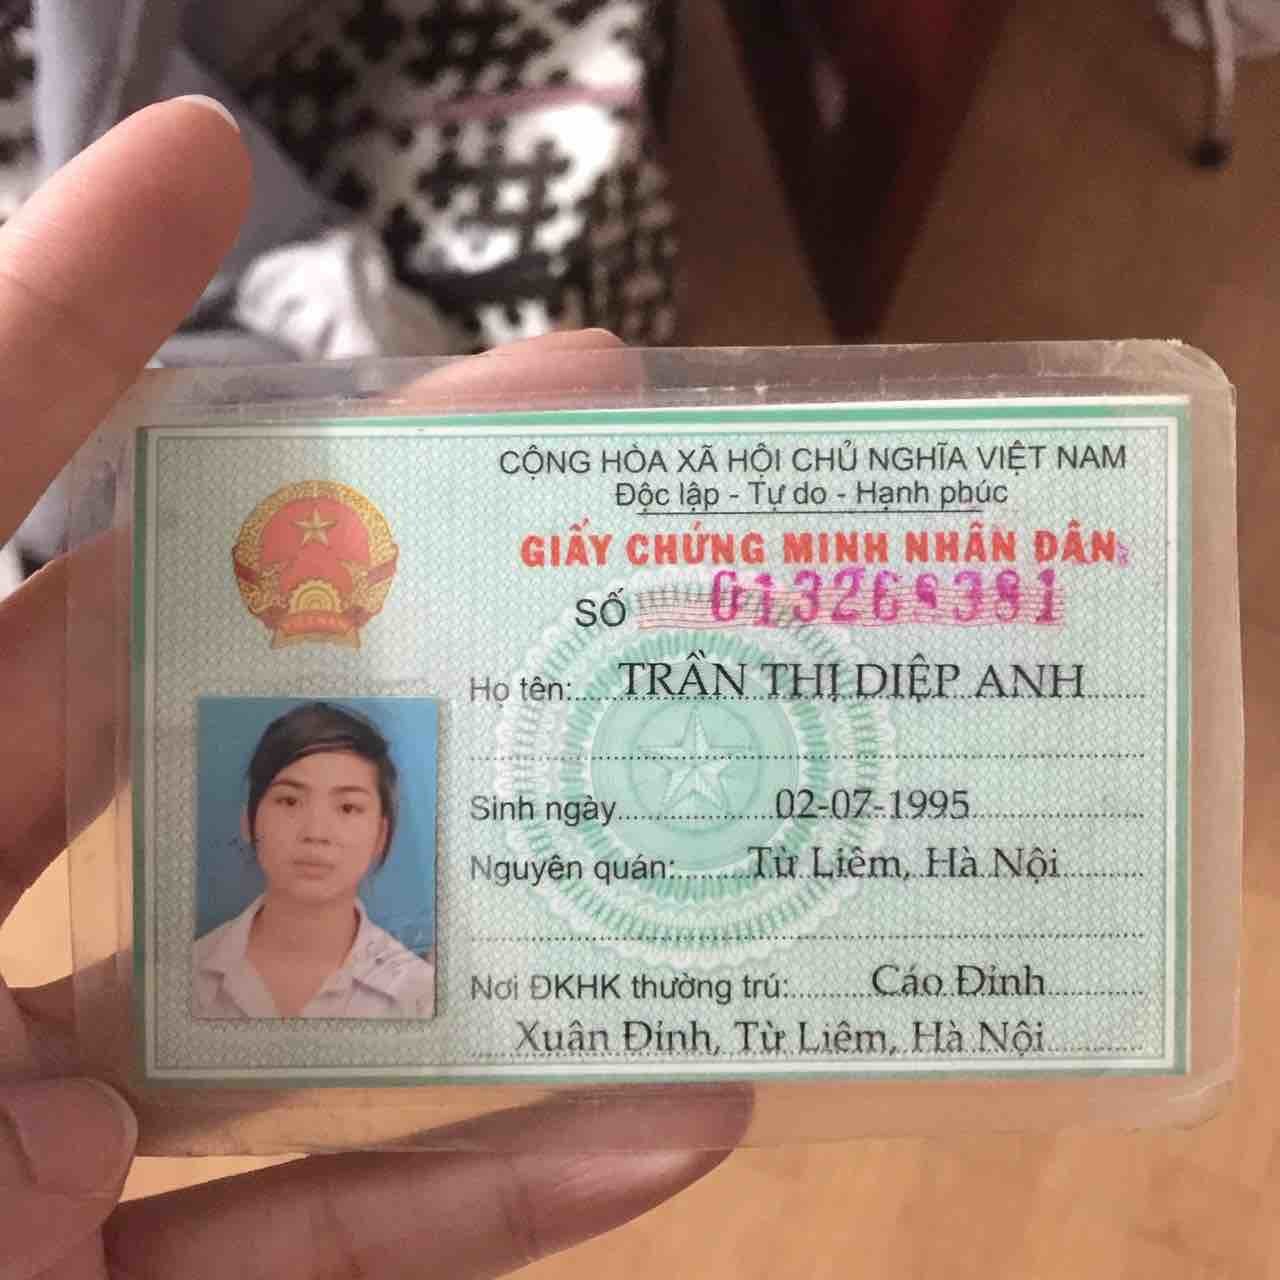 CỘNG HÒA XÃ HỘI CHỦ NGHĨA VIỆT NAM
Độc lập - Tự do - Hạnh phúc
GIẤY CHỨNG MINH NHÂN DÂN
SỐ 013268381
Họ tên: TRẦN THỊ DIỆP ANH
Sinh ngày 02-07-1995
Nguyên quán: Từ Liêm, Hà Nội
Nơi ĐKHK thường trú: Cáo Đỉnh
Xuân Đỉnh, Từ Liêm, Hà Nội